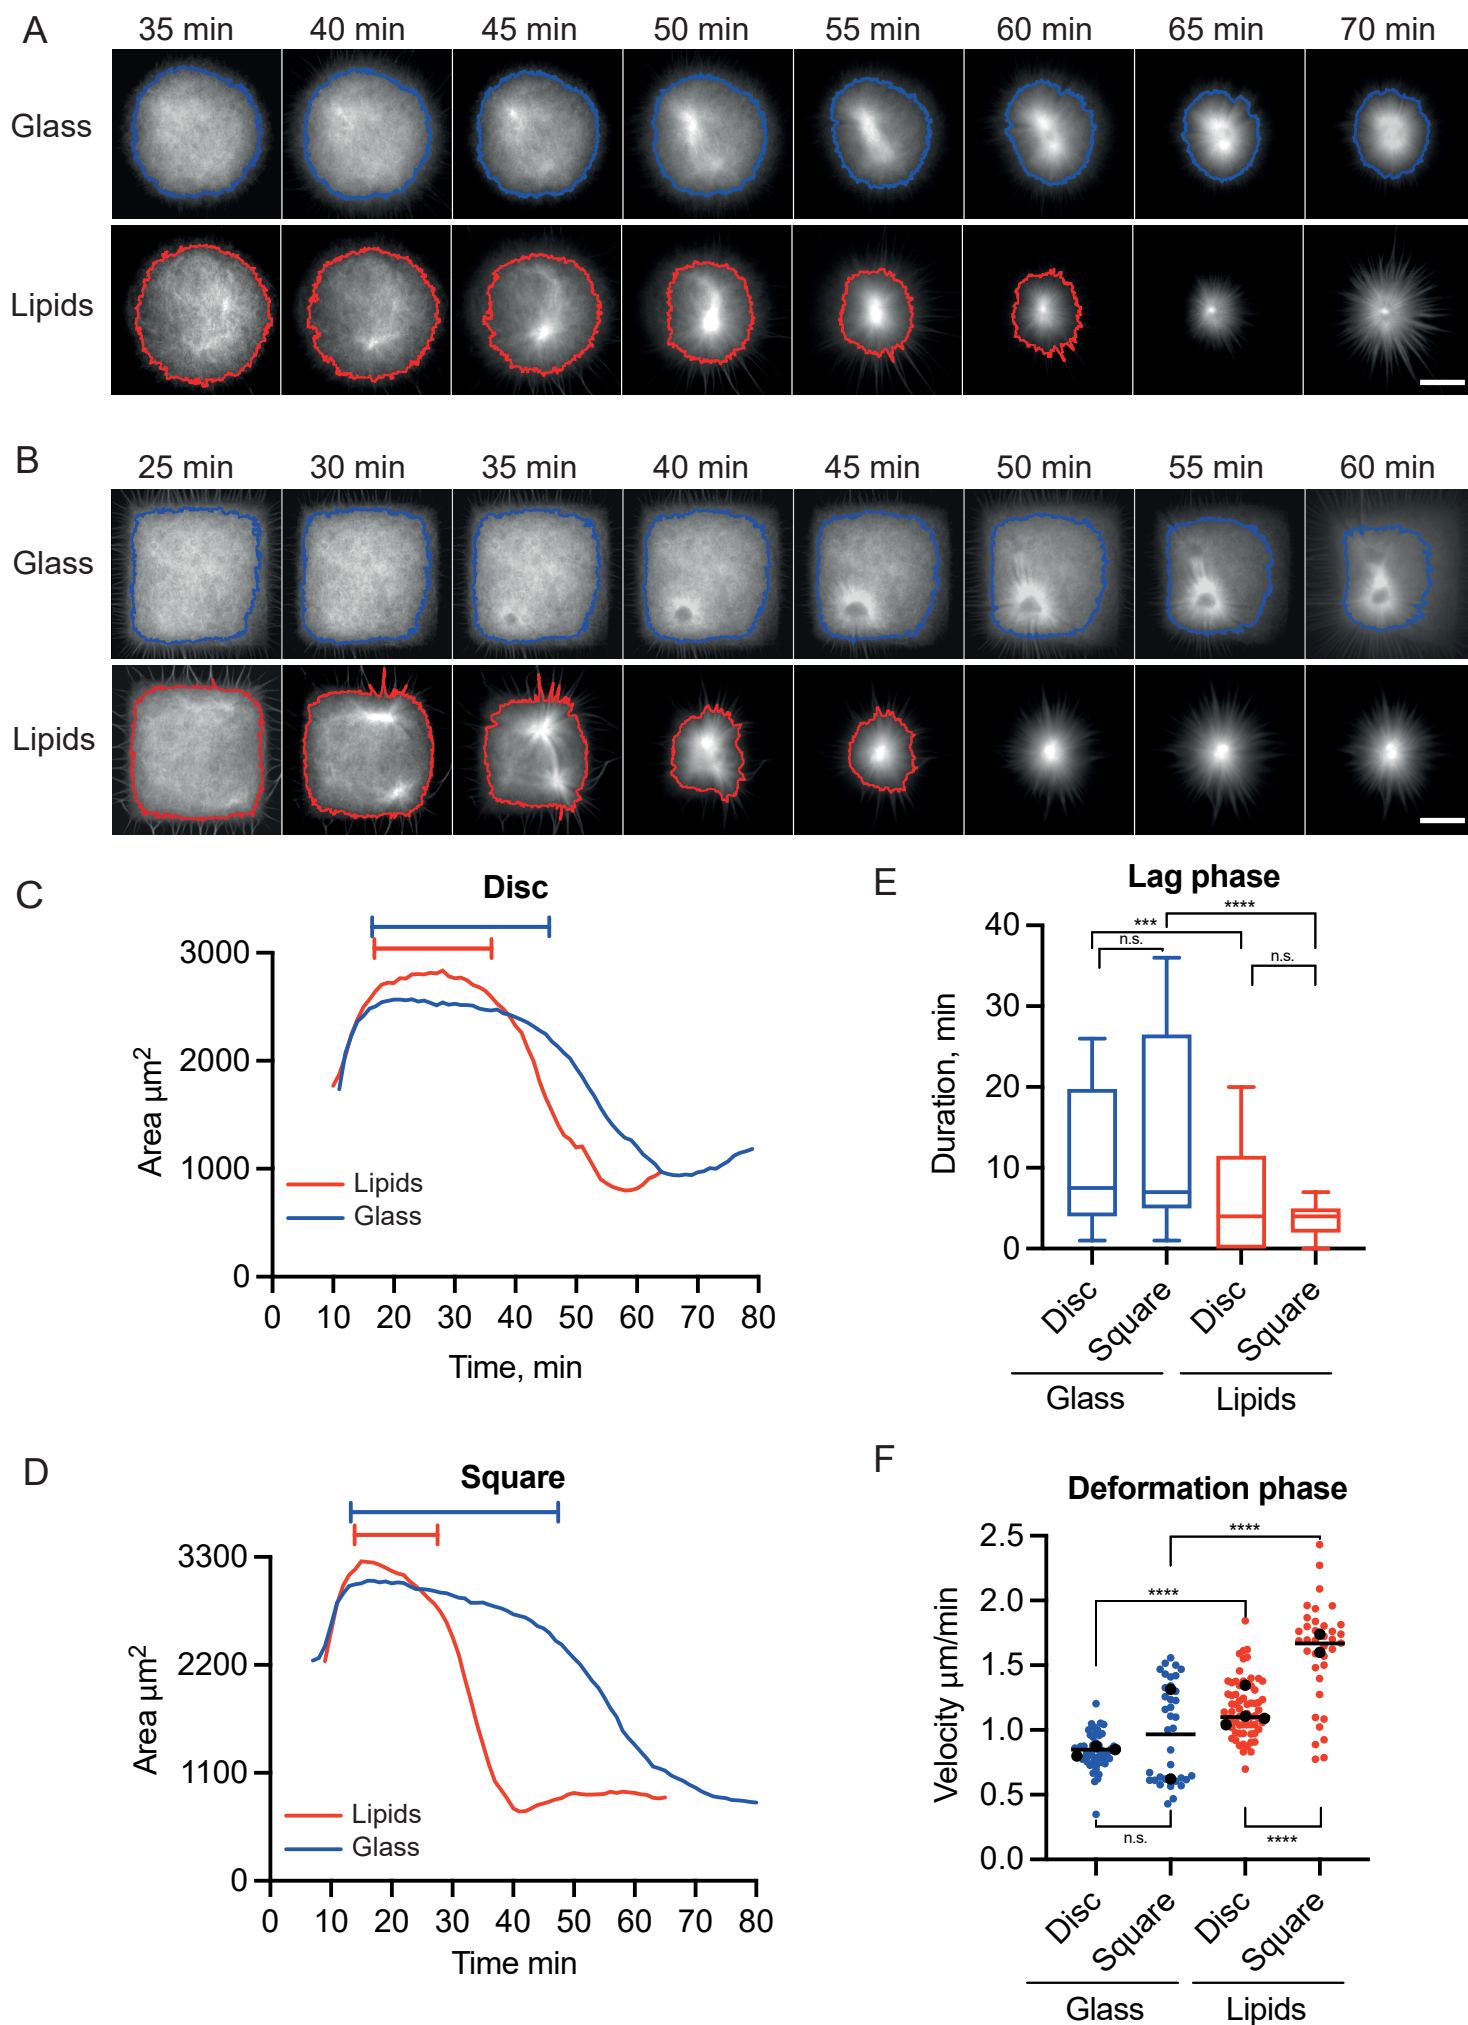 A
35 min 40 min 45 min 50 min 55 min 60 min 65 min 70 min
Glass
Lipids
B
25 min 30 min 35 min 40 min 45 min 50 min 55 min 60 min
Glass
Lipids
C
Disc
3000
2000
1000
0
Area µm²
Lipids
Glass
0 10 20 30 40 50 60 70 80
Time, min
D
Square
3300
2200
1100
0
Area µm²
Lipids
Glass
0 10 20 30 40 50 60 70 80
Time min
E
Lag phase
****
***
n.s.
n.s.
40
30
20
10
0
Duration, min
Disc Square Disc Square
Glass Lipids
F
Deformation phase
****
****
2.5
2.0
1.5
1.0
0.5
0.0
Velocity µm/min
n.s.
****
Disc Square Disc Square
Glass Lipids